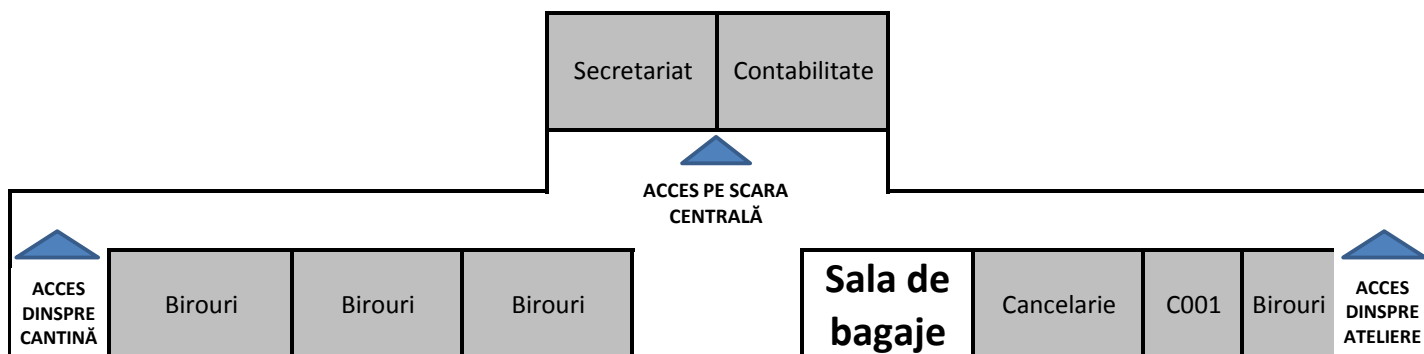 Secretariat
Contabilitate
ACCES PE SCARA
CENTRALĂ
ACCES
DINSPRE
CANTINĂ
Birouri
Birouri
Birouri
Sala de
bagaje
Cancelarie
C001
Birouri
ACCES
DINSPRE
ATELIERE